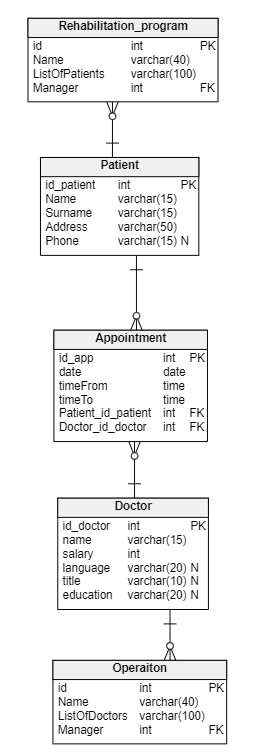 Rehabilitation_program
id int PK
Name varchar(40)
ListOfPatients varchar(100)
Manager int FK
Patient
id_patient int PK
Name varchar(15)
Surname varchar(15)
Address varchar(50)
Phone varchar(15) N
Appointment
id_app int PK
date date
timeFrom time
timeTo time
Patient_id_patient int FK
Doctor_id_doctor int FK
Doctor
id_doctor int PK
name varchar(15)
salary int
language varchar(20) N
title varchar(10) N
education varchar(20) N
Operaiton
id int PK
Name varchar(40)
ListOfDoctors varchar(100)
Manager int FK